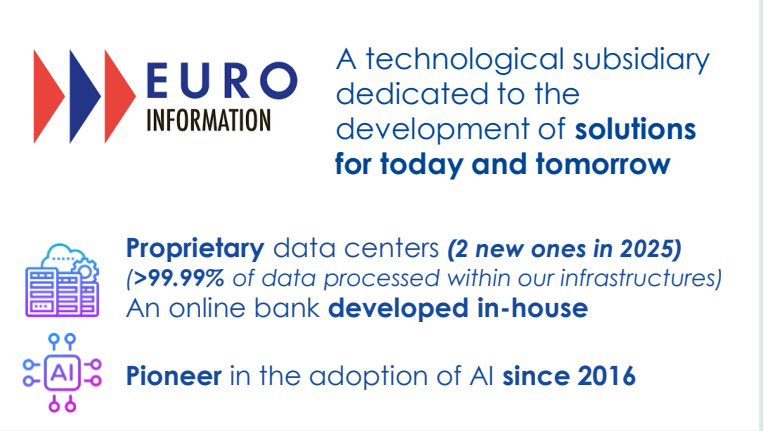 EURO
INFORMATION
A technological subsidiary
dedicated to the
development of solutions
for today and tomorrow
Proprietary data centers (2 new ones in 2025)
(>99.99% of data processed within our infrastructures)
An online bank developed in-house
AI
Pioneer in the adoption of AI since 2016